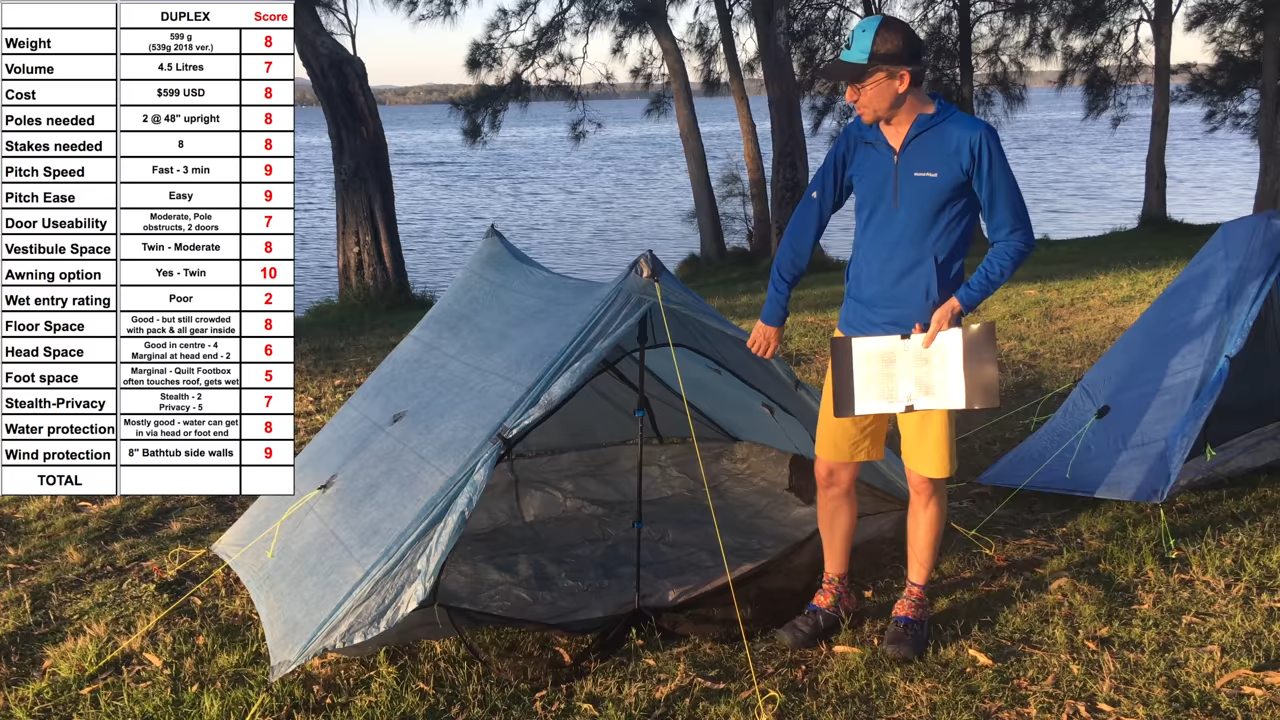 DUPLEX Score
Weight 599 g 8
(539g 2018 ver.)
Volume 4.5 Litres 7
Cost $599 USD 8
Poles needed 2 @ 48" upright 8
Stakes needed 8 8
Pitch Speed Fast - 3 min 9
Pitch Ease Easy 9
Door Useability Moderate, Pole 7
obstructs, 2 doors
Vestibule Space Twin - Moderate 8
Awning option Yes - Twin 10
Wet entry rating Poor 2
Floor Space Good - but still crowded 8
with pack & all gear inside
Head Space Good in centre - 4 6
Marginal at head end - 2
Foot space Marginal - Quilt Footbox 5
often touches roof, gets wet
Stealth-Privacy Stealth - 2 7
Privacy - 5
Water protection Mostly good - water can get 8
in via head or foot end
Wind protection 8" Bathtub side walls 9
TOTAL
mont-bell